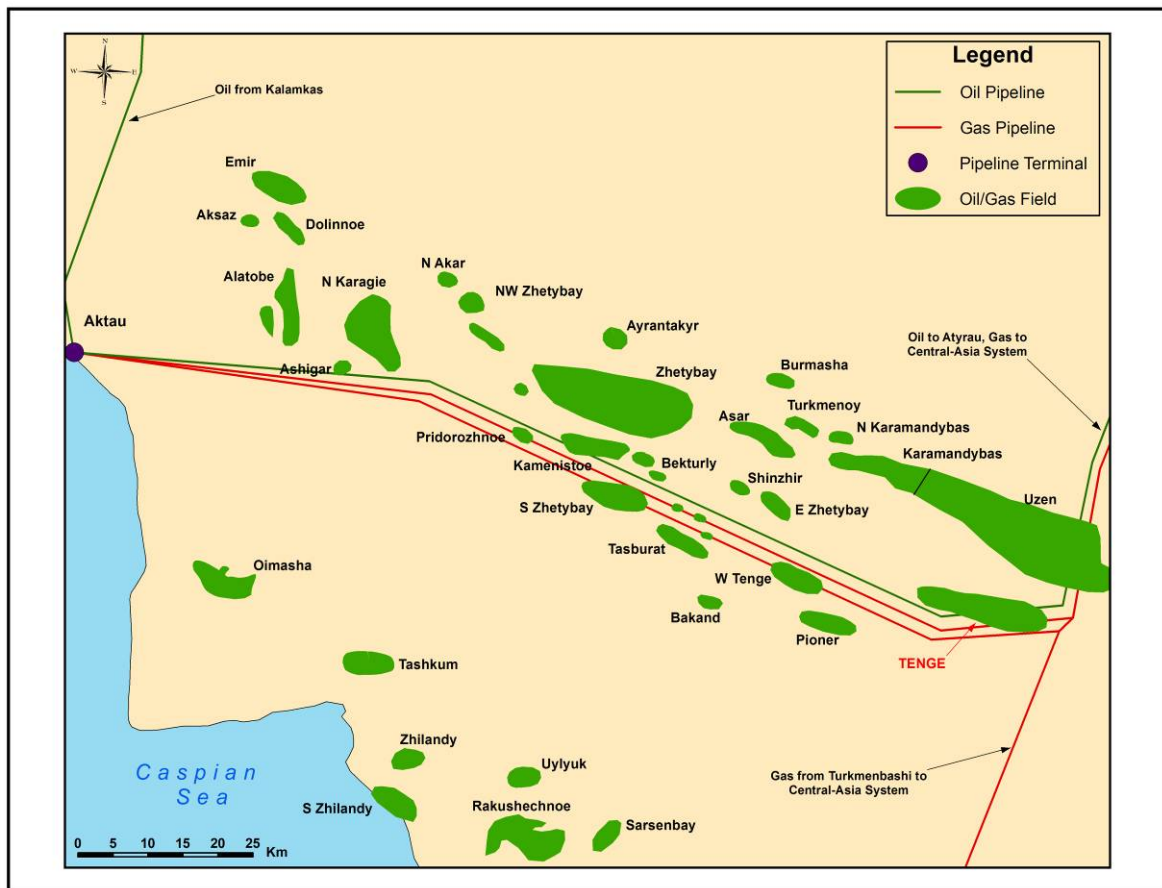 N
W
E
S
Oil from Kalamkas
Legend
Oil Pipeline
Gas Pipeline
Pipeline Terminal
Oil/Gas Field
Emir
Aksaz
Dolinnoe
Alatobe
N Karagie
N Akar
NW Zhetybay
Ayrantakyr
Aktau
Ashigar
Oil to Atyrau, Gas to
Central-Asia System
Burmasha
Zhetybay
Asar
Turkmenoy
N Karamandybas
Karamandybas
Pridorozhnoe
Kamenistoe
Bekturly
Shinzhir
Uzen
S Zhetybay
E Zhetybay
Tasburat
Oimasha
W Tenge
Bakand
Pioner
TENGE
Tashkum
Zhilandy
Uylyuk
Gas from Turkmenbashi to
Central-Asia System
Caspian
Sea
S Zhilandy
Rakushechnoe
Sarsenbay
0 5 10 15 20 25
Km